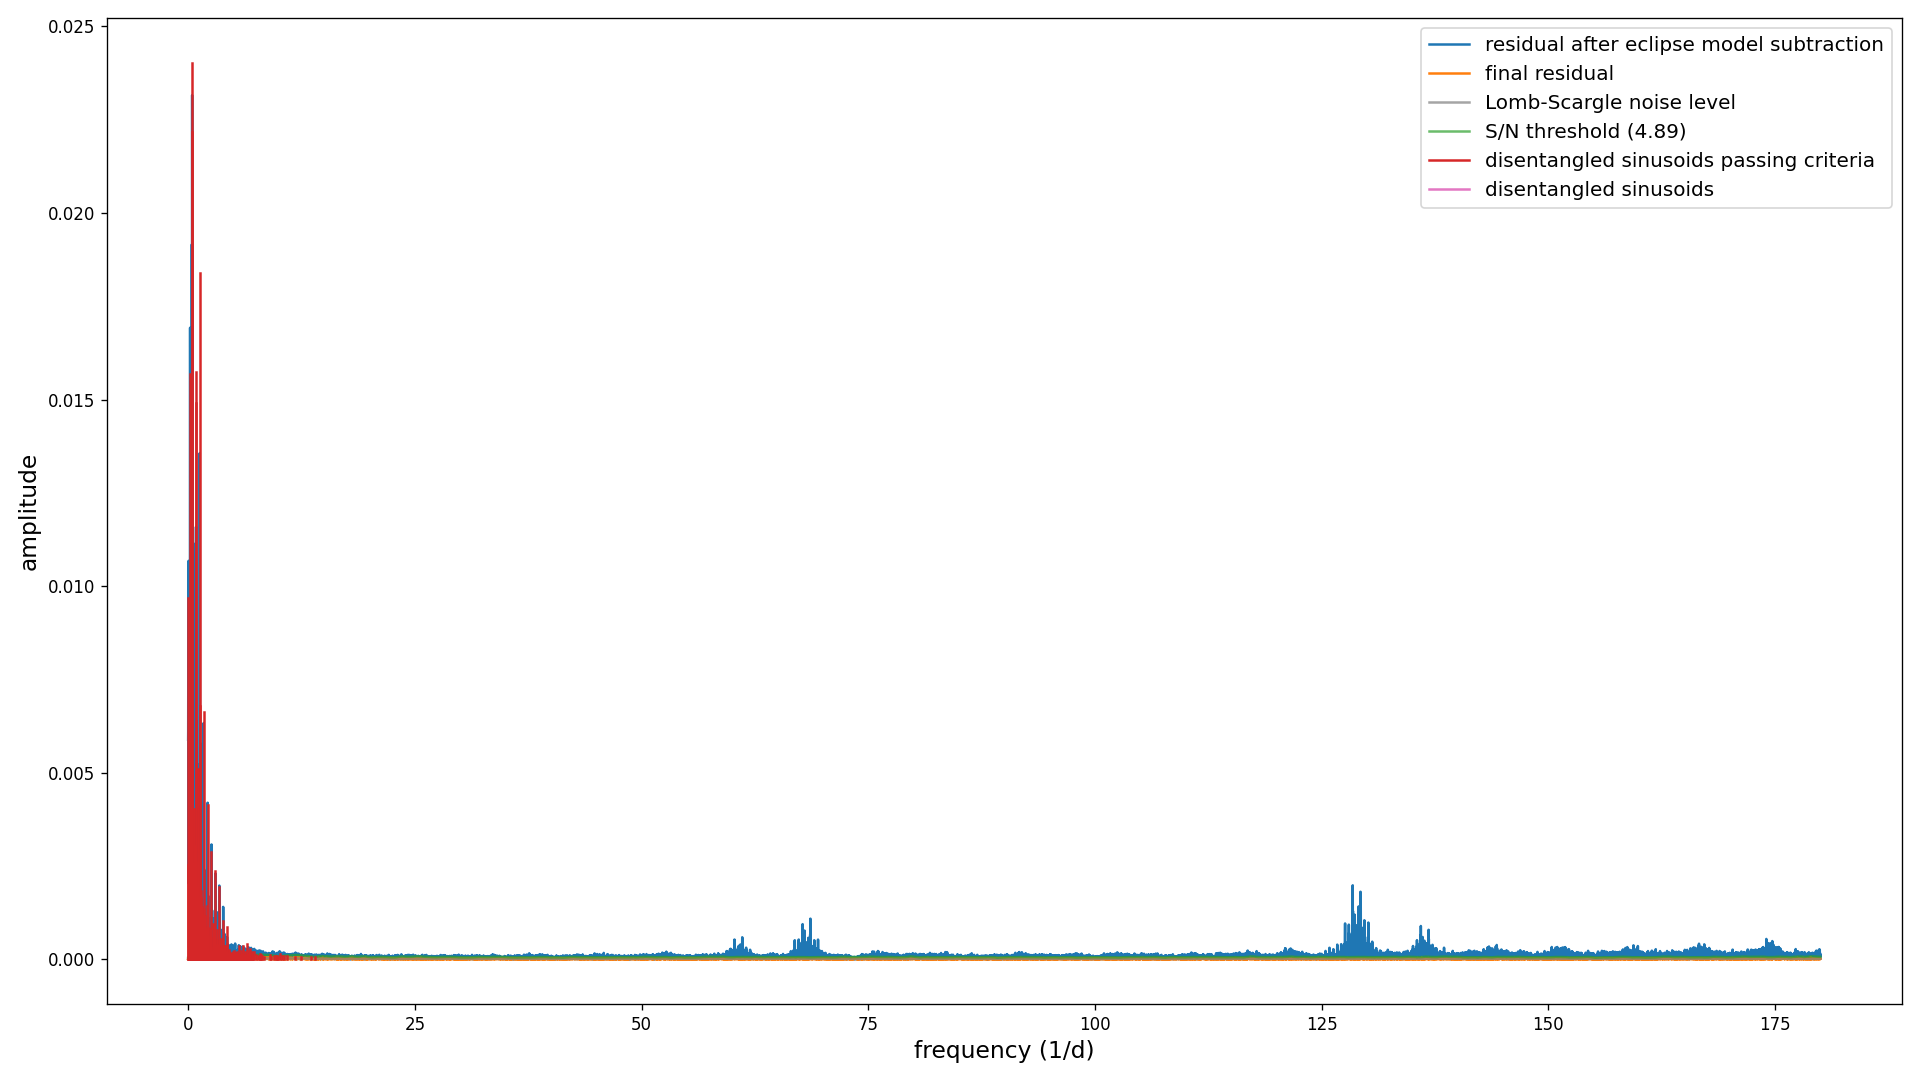 0.025
0.020
0.015
0.010
0.005
0.000
amplitude
residual after eclipse model subtraction
final residual
Lomb-Scargle noise level
S/N threshold (4.89)
disentangled sinusoids passing criteria
disentangled sinusoids
0 25 50 75 100 125 150 175
frequency (1/d)